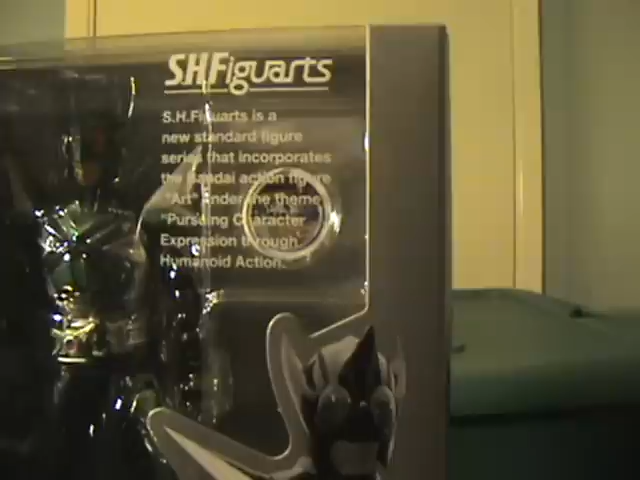 S.H.Figuarts
S.H.Figuarts is a
new standard figure
series that incorporates
the Bandai action figure
"Art" under the theme
"Pursuing Character
Expression through
Humanoid Action."